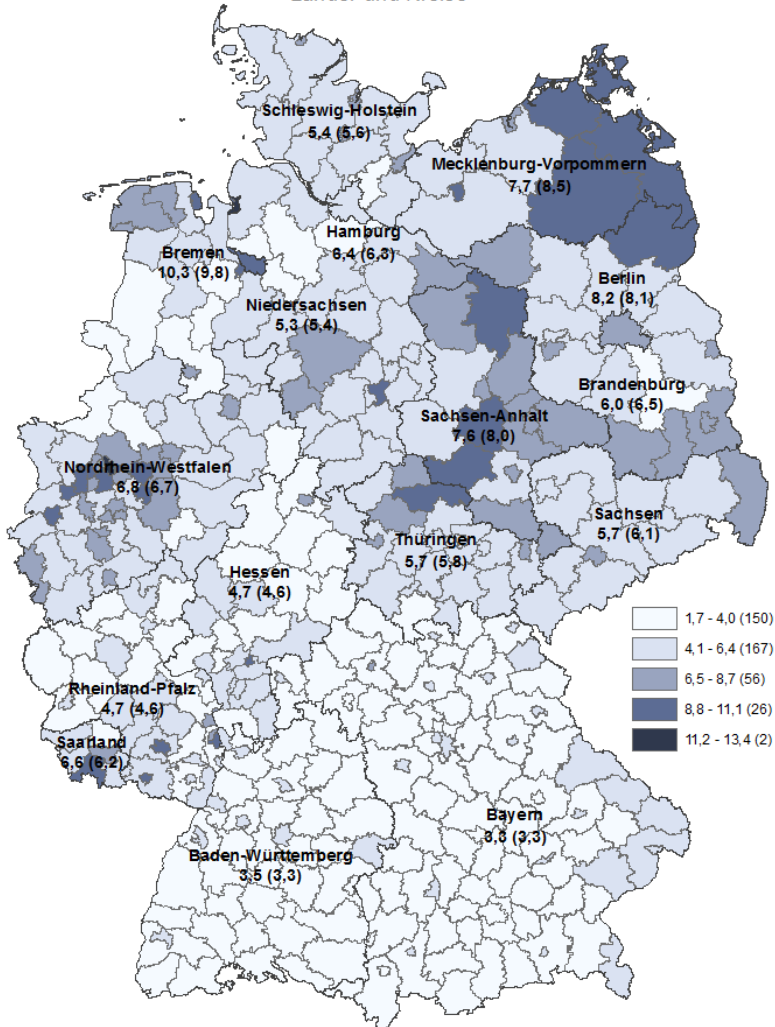 Länder und Kreise
Schleswig-Holstein
5,4 (5,6)
Mecklenburg-Vorpommern
7,7 (8,5)
Hamburg
6,4 (6,3)
Bremen
10,3 (9,8)
Berlin
8,2 (8,1)
Niedersachsen
5,3 (5,4)
Brandenburg
6,0 (6,5)
Sachsen-Anhalt
7,6 (8,0)
Nordrhein-Westfalen
6,8 (6,7)
Sachsen
5,7 (6,1)
Thüringen
5,7 (5,8)
Hessen
4,7 (4,6)
1,7 - 4,0 (150)
4,1 - 6,4 (167)
6,5 - 8,7 (56)
8,8 - 11,1 (26)
11,2 - 13,4 (2)
Rheinland-Pfalz
4,7 (4,6)
Saarland
6,6 (6,2)
Bayern
3,3 (3,3)
Baden-Württemberg
3,5 (3,3)